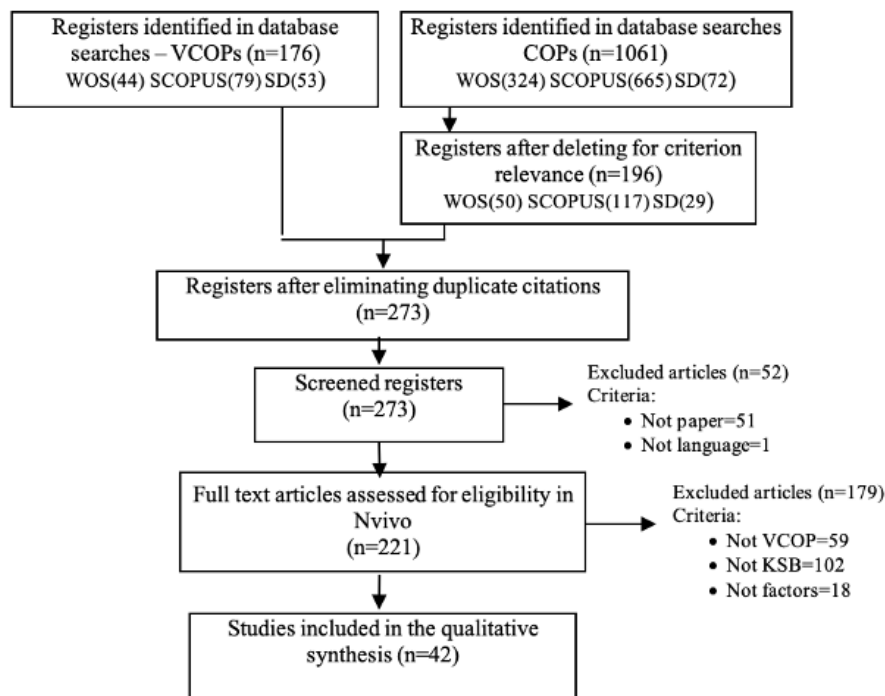 Registers identified in database
searches – VCOPs (n=176)
WOS(44) SCOPUS(79) SD(53)
Registers identified in database searches
COPs (n=1061)
WOS(324) SCOPUS(665) SD(72)
Registers after deleting for criterion
relevance (n=196)
WOS(50) SCOPUS(117) SD(29)
Registers after eliminating duplicate citations
(n=273)
Screened registers
(n=273)
Excluded articles (n=52)
Criteria:
• Not paper=51
• Not language=1
Full text articles assessed for eligibility in
Nvivo
(n=221)
Excluded articles (n=179)
Criteria:
• Not VCOP=59
• Not KSB=102
• Not factors=18
Studies included in the qualitative
synthesis (n=42)